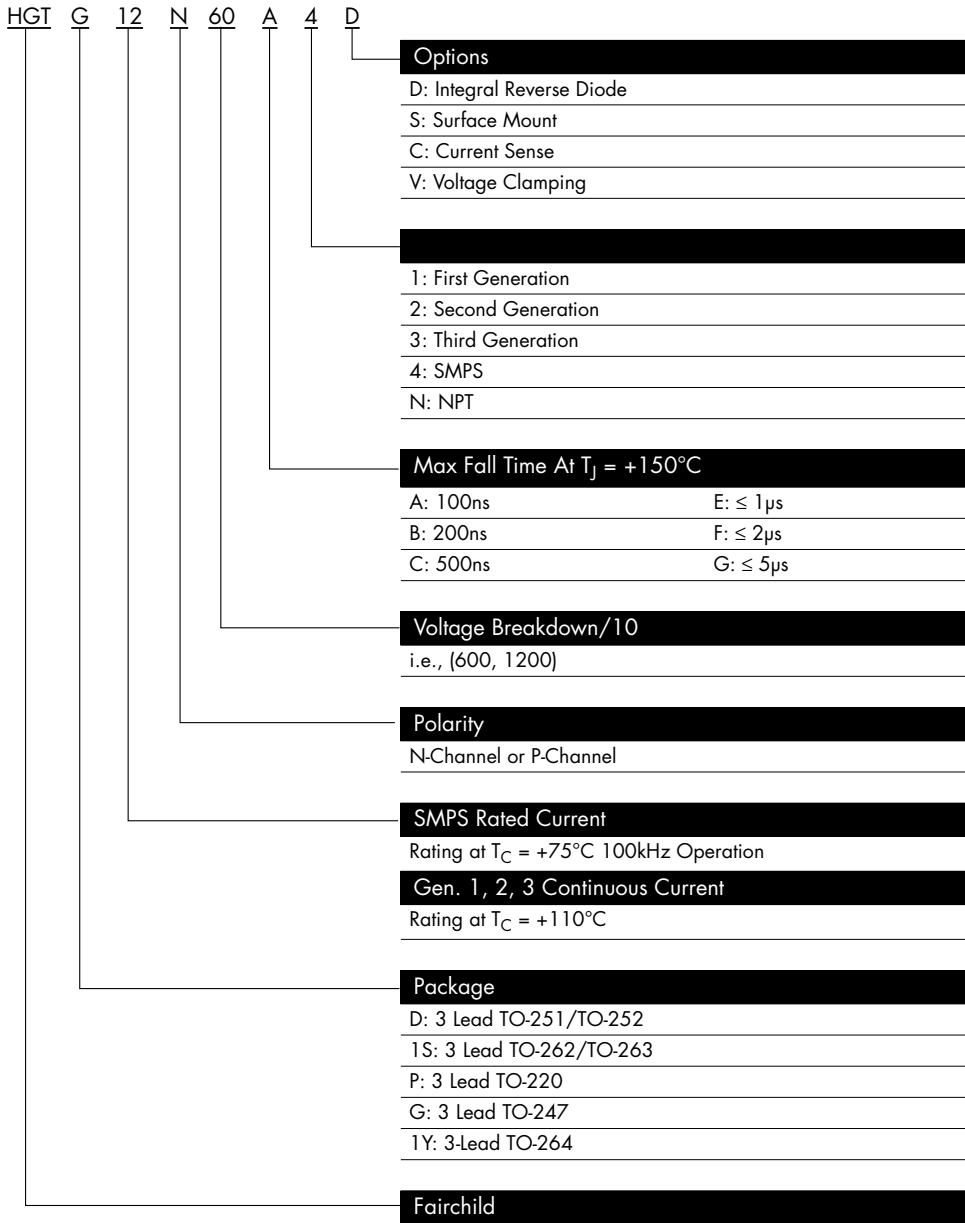 HGT G 12 N 60 A 4 D
Options
D: Integral Reverse Diode
S: Surface Mount
C: Current Sense
V: Voltage Clamping
1: First Generation
2: Second Generation
3: Third Generation
4: SMPS
N: NPT
Max Fall Time At TJ = +150°C
A: 100ns E: ≤ 1µs
B: 200ns F: ≤ 2µs
C: 500ns G: ≤ 5µs
Voltage Breakdown/10
i.e., (600, 1200)
Polarity
N-Channel or P-Channel
SMPS Rated Current
Rating at TC = +75°C 100kHz Operation
Gen. 1, 2, 3 Continuous Current
Rating at TC = +110°C
Package
D: 3 Lead TO-251/TO-252
1S: 3 Lead TO-262/TO-263
P: 3 Lead TO-220
G: 3 Lead TO-247
1Y: 3-Lead TO-264
Fairchild